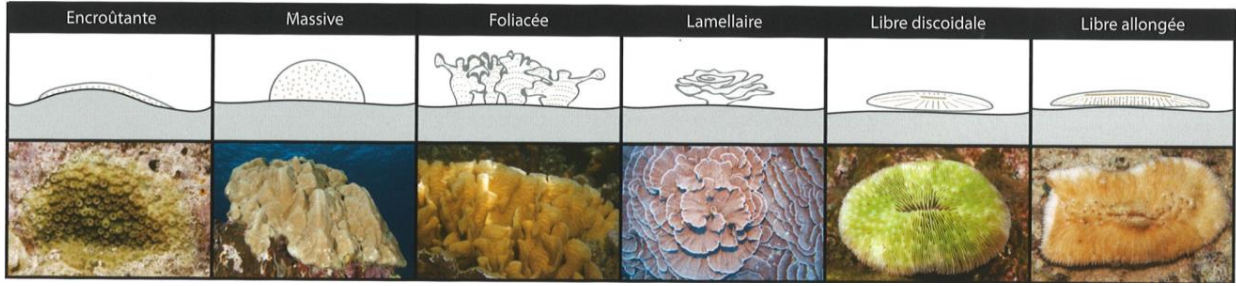 Encroûtante
Massive
Foliacée
Lamellaire
Libre discoidale
Libre allongée